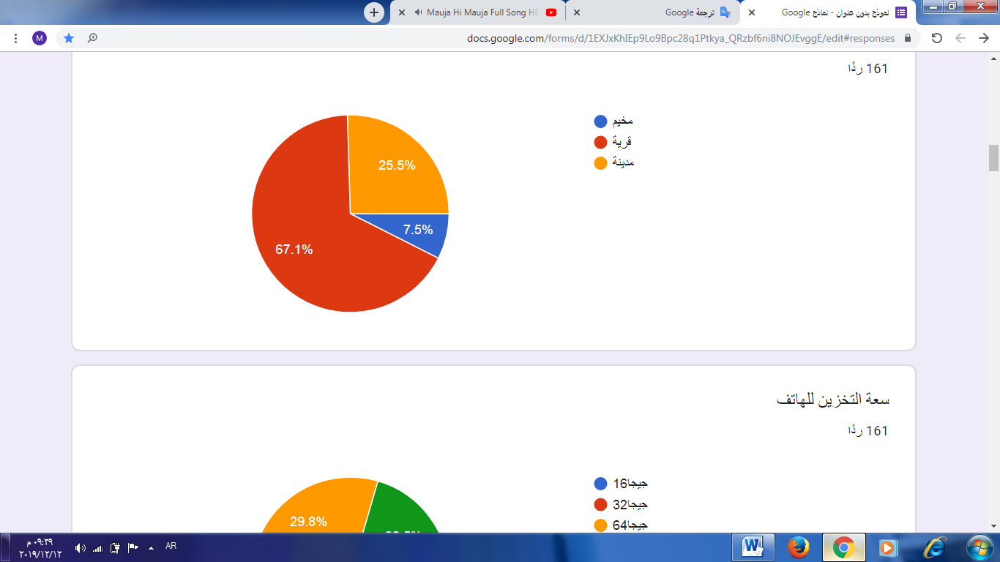 نموذج بدون عنوان - نماذج Google
ترجمة Google
Mauja Hi Mauja Full Song HD
docs.google.com/forms/d/1EXJxKhIEp9Lo9Bpc28q1Ptkya_QRzbf6ni8NOJEvggE/edit#responses
M
161 ردًا
مخيم
قرية
مدينة
25.5%
7.5%
67.1%
سعة التخزين للهاتف
161 ردًا
جيجا16
جيجا32
جيجا64
29.8%
AR
٠٩:٢٩ م
٢٠١٩/١٢/١٢